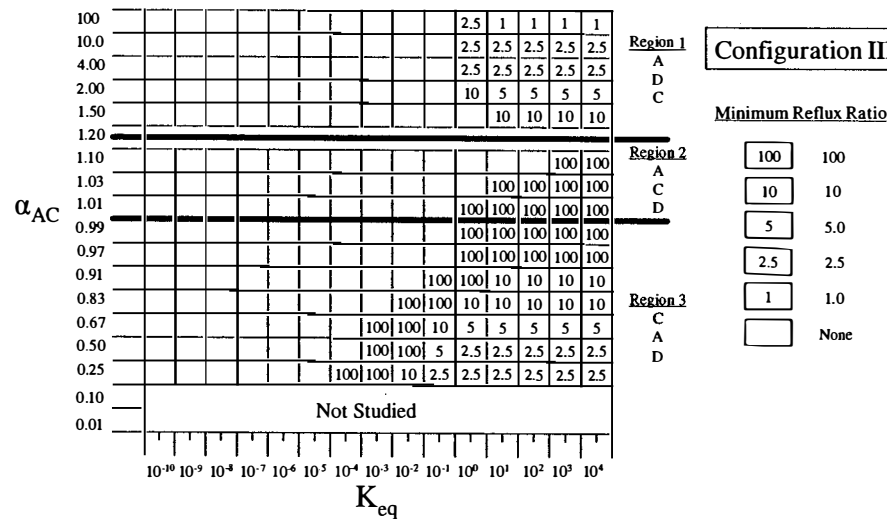 100 2.5 1 1 1 1
10.0 2.5 2.5 2.5 2.5 2.5
4.00 2.5 2.5 2.5 2.5 2.5
2.00 10 5 5 5 5
1.50 10 10 10 10
1.20
1.10 100 100
1.03 100 100 100 100
1.01 100 100 100 100 100
0.99 100 100 100 100 100
0.97 100 100 100 100 100
0.91 100 100 10 10 10 10
0.83 100 100 10 10 10 10 10
0.67 100 100 10 5 5 5 5 5
0.50 100 100 5 2.5 2.5 2.5 2.5 2.5
0.25 100 100 10 2.5 2.5 2.5 2.5 2.5 2.5
0.10
0.01
Not Studied
α_AC
10⁻¹⁰ 10⁻⁹ 10⁻⁸ 10⁻⁷ 10⁻⁶ 10⁻⁵ 10⁻⁴ 10⁻³ 10⁻² 10⁻¹ 10⁰ 10¹ 10² 10³ 10⁴
K_eq
Region 1
A
D
C
Region 2
A
C
D
Region 3
C
A
D
Configuration III
Minimum Reflux Ratio
100 100
10 10
5 5.0
2.5 2.5
1 1.0
None